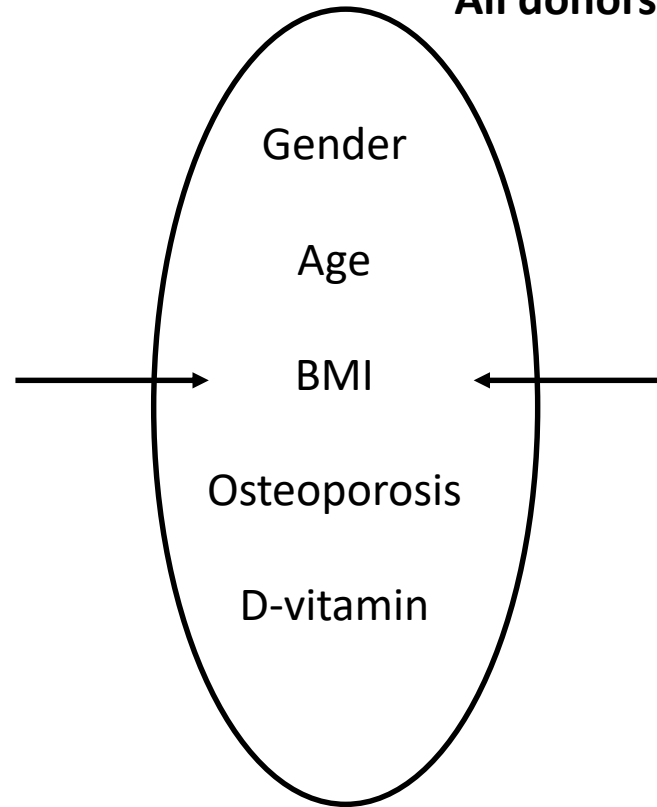 All donors
Gender
Age
BMI
Osteoporosis
D-vitamin